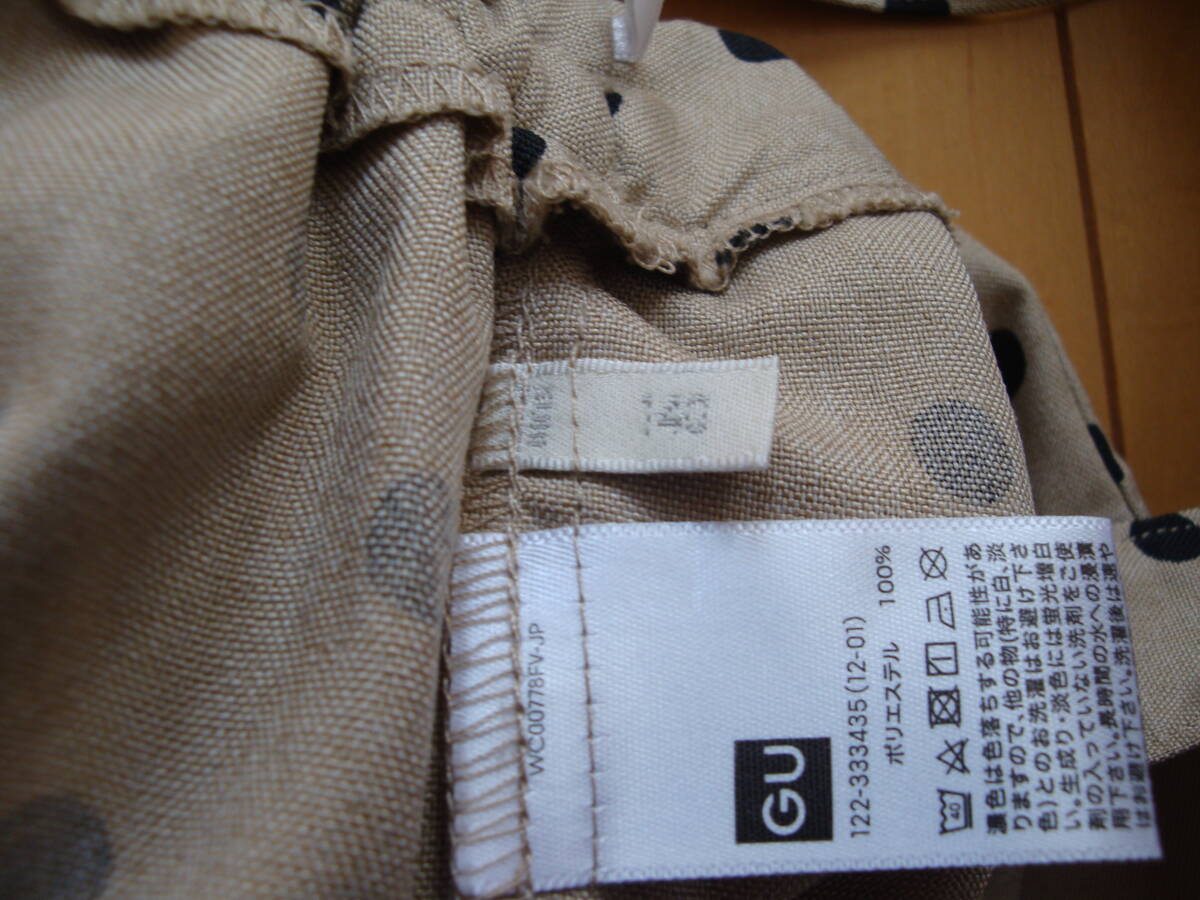 GU
122-333435(12-01)
ポリエステル 100%
40
濃色は色落ちする可能性があ
りますので、他の物(特に白、淡
色)とのお洗濯はお避け下さ
い。生成り・淡色には蛍光増白
剤の入っていない洗剤をご使
用下さい。長時間の水への浸漬
はお避け下さい。洗濯後は速や
WC00778FV-JP